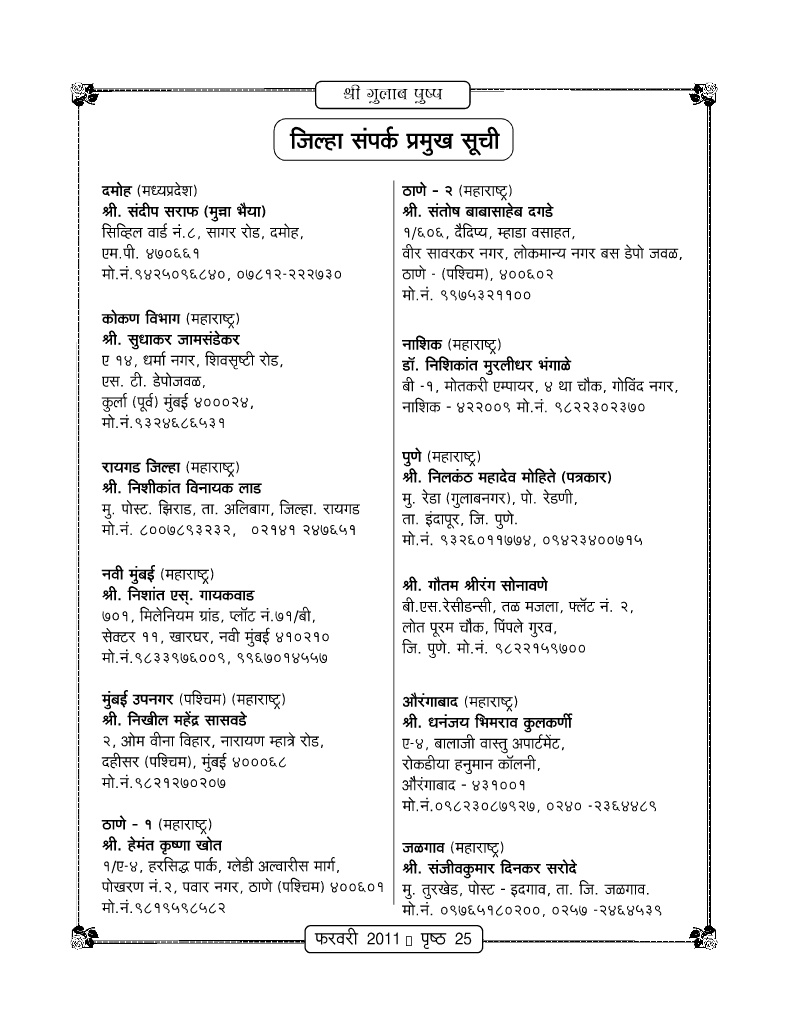 श्री गुलाब पुष्प
जिल्हा संपर्क प्रमुख सूची
दमोह (मध्यप्रदेश)
श्री. संदीप सराफ (मुन्ना भैया)
सिव्हिल वार्ड नं.८, सागर रोड, दमोह,
एम.पी. ४७०६६१
मो.नं.९४२५०९६८४०, ०७८१२-२२२७३०
कोकण विभाग (महाराष्ट्र)
श्री. सुधाकर जामसंडेकर
ए १४, धर्मा नगर, शिवसृष्टी रोड,
एस. टी. डेपोजवळ,
कुर्ला (पूर्व) मुंबई ४०००२४,
मो.नं.९३२४६८६५३१
रायगड जिल्हा (महाराष्ट्र)
श्री. निशीकांत विनायक लाड
मु. पोस्ट. झिराड, ता. अलिबाग, जिल्हा. रायगड
मो.नं. ८००७८९३२३२, ०२१४१ २४७६५१
नवी मुंबई (महाराष्ट्र)
श्री. निशांत एस्. गायकवाड
७०१, मिलेनियम ग्रांड, प्लॉट नं.७१/बी,
सेक्टर ११, खारघर, नवी मुंबई ४१०२१०
मो.नं.९८३३९७६००९, ९९६७०१४५५७
मुंबई उपनगर (पश्चिम) (महाराष्ट्र)
श्री. निखील महेंद्र सासवडे
२, ओम वीना विहार, नारायण म्हात्रे रोड,
दहीसर (पश्चिम), मुंबई ४०००६८
मो.नं.९८२१२७०२०७
ठाणे - १ (महाराष्ट्र)
श्री. हेमंत कृष्णा खोत
१/ए-४, हरसिद्ध पार्क, ग्लेडी अल्वारीस मार्ग,
पोखरण नं.२, पवार नगर, ठाणे (पश्चिम) ४००६०१
मो.नं.९८१९५९८५८२
ठाणे - २ (महाराष्ट्र)
श्री. संतोष बाबासाहेब दगडे
१/६०६, दैदिप्य, म्हाडा वसाहत,
वीर सावरकर नगर, लोकमान्य नगर बस डेपो जवळ,
ठाणे - (पश्चिम), ४००६०२
मो.नं. ९९७५३२११००
नाशिक (महाराष्ट्र)
डॉ. निशिकांत मुरलीधर भंगाळे
बी -१, मोतकरी एम्पायर, ४ था चौक, गोविंद नगर,
नाशिक - ४२२००९ मो.नं. ९८२२३०२३७०
पुणे (महाराष्ट्र)
श्री. निलकंठ महादेव मोहिते (पत्रकार)
मु. रेडा (गुलाबनगर), पो. रेडणी,
ता. इंदापूर, जि. पुणे.
मो.नं. ९३२६०११७७४, ०९४२३४००७१५
श्री. गौतम श्रीरंग सोनावणे
बी.एस.रेसीडन्सी, तळ मजला, फ्लॅट नं. २,
लोत पूरम चौक, पिंपले गुरव,
जि. पुणे. मो.नं. ९८२२१५९७००
औरंगाबाद (महाराष्ट्र)
श्री. धनंजय भिमराव कुलकर्णी
ए-४, बालाजी वास्तु अपार्टमेंट,
रोकडीया हनुमान कॉलनी,
औरंगाबाद - ४३१००१
मो.नं.०९८२३०८७९२७, ०२४० -२३६४४८९
जळगाव (महाराष्ट्र)
श्री. संजीवकुमार दिनकर सरोदे
मु. तुरखेड, पोस्ट - इदगाव, ता. जि. जळगाव.
मो.नं. ०९७६५१८०२००, ०२५७ -२४६४५३९
फरवरी 2011 ▯ पृष्ठ 25